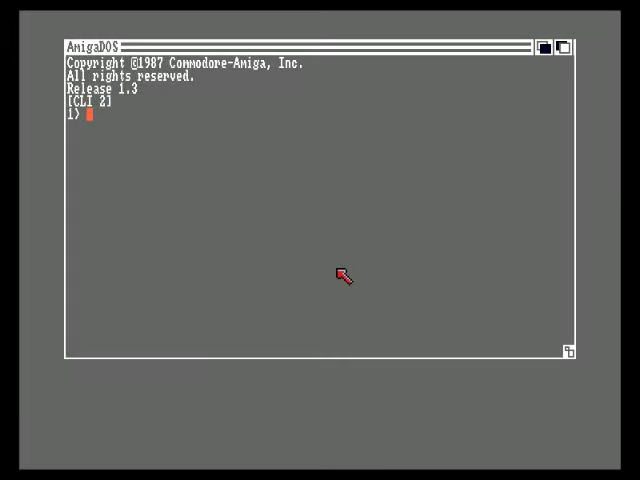 AmigaDOS
Copyright ©1987 Commodore-Amiga, Inc.
All rights reserved.
Release 1.3
[CLI 2]
1>